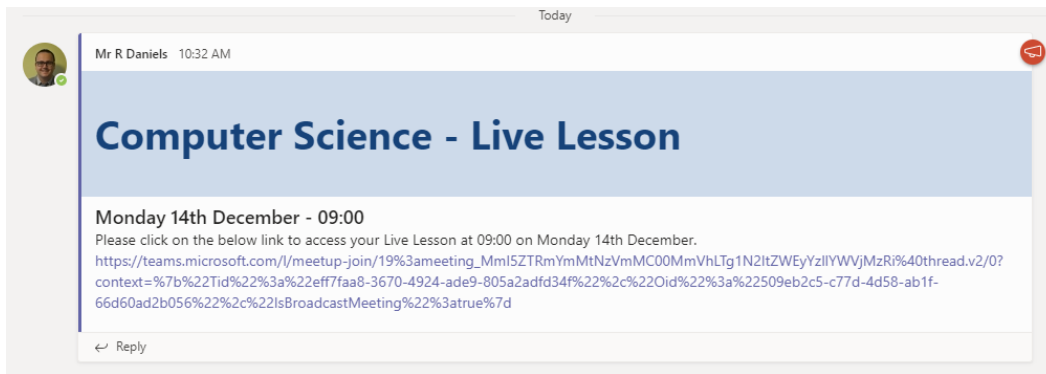 Today
Mr R Daniels 10:32 AM
Computer Science - Live Lesson
Monday 14th December - 09:00
Please click on the below link to access your Live Lesson at 09:00 on Monday 14th December.
https://teams.microsoft.com/l/meetup-join/19%3ameeting_MmI5ZTRmYmMtNzVmMC00MmVhLTg1N2ItZWEyYzllYWVjMzRi%40thread.v2/0?
context=%7b%22Tid%22%3a%22eff7faa8-3670-4924-ade9-805a2adfd34f%22%2c%22Oid%22%3a%22509eb2c5-c77d-4d58-ab1f-
66d60ad2b056%22%2c%22IsBroadcastMeeting%22%3atrue%7d
Reply